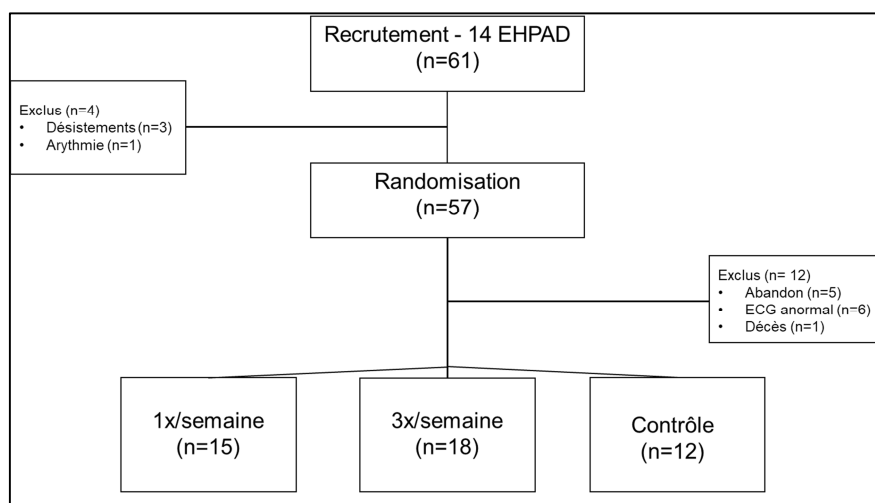 Recrutement - 14 EHPAD
(n=61)
Exclus (n=4)
• Désistements (n=3)
• Arythmie (n=1)
Randomisation
(n=57)
Exclus (n= 12)
• Abandon (n=5)
• ECG anormal (n=6)
• Décès (n=1)
1x/semaine
(n=15)
3x/semaine
(n=18)
Contrôle
(n=12)